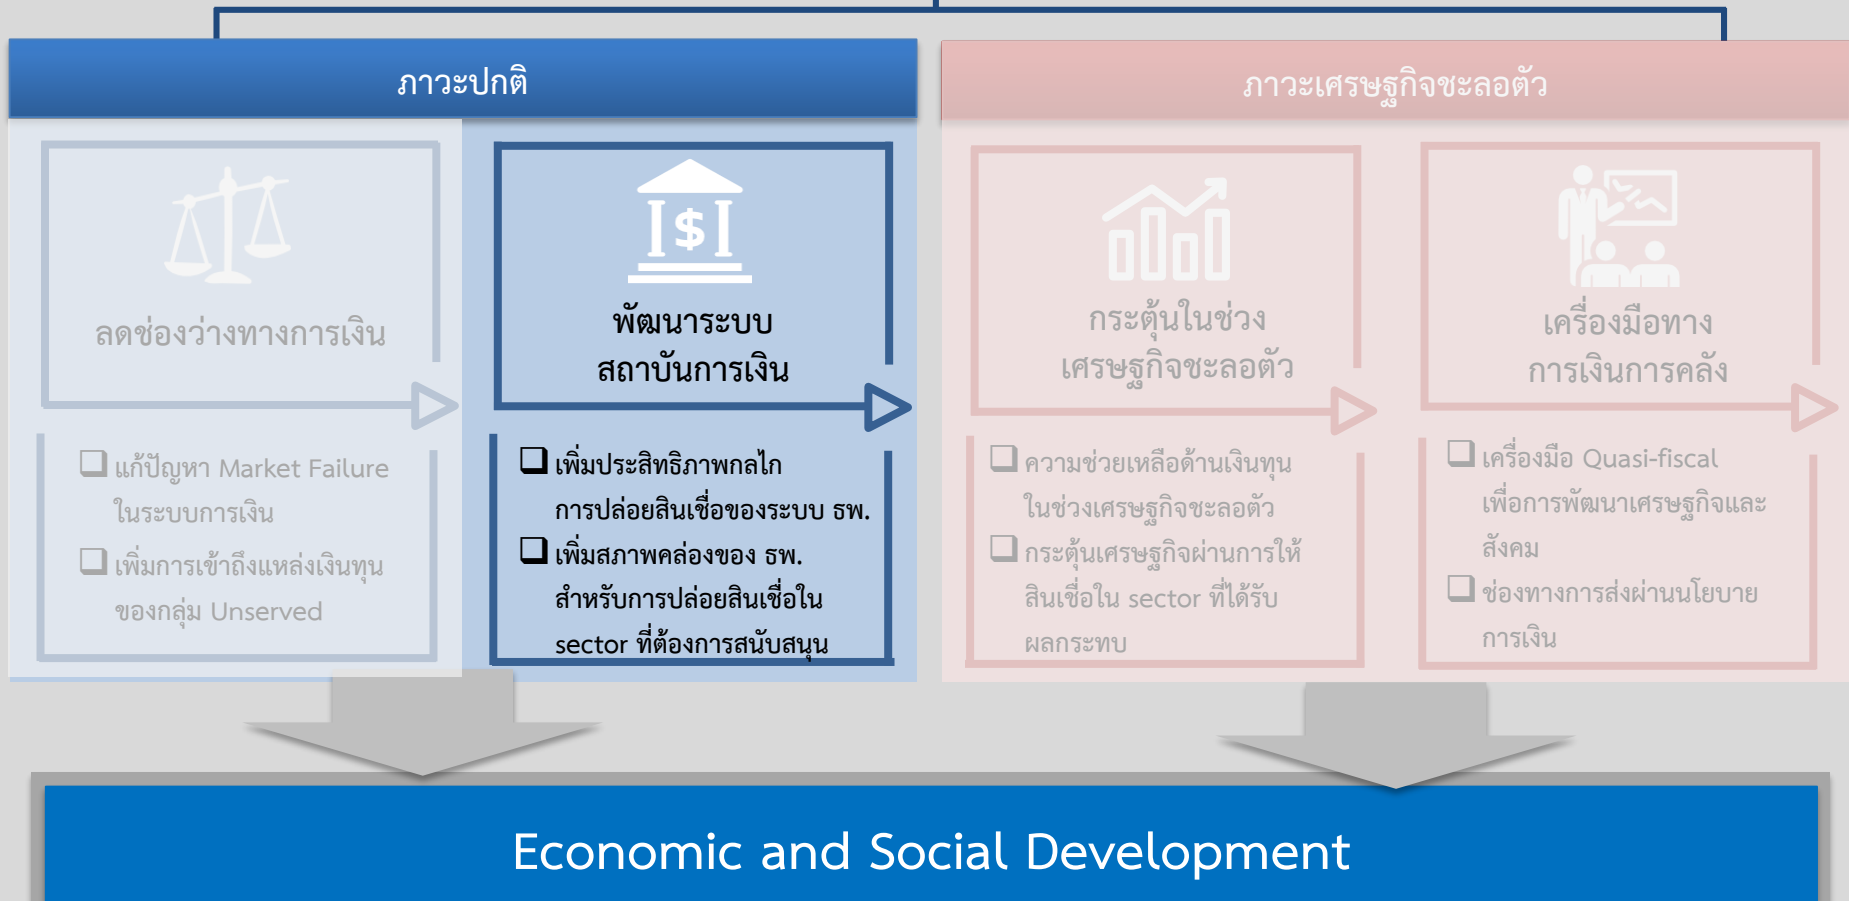 ภาวะปกติ
ลดช่องว่างทางการเงิน
❑ แก้ปัญหา Market Failure
ในระบบการเงิน
❑ เพิ่มการเข้าถึงแหล่งเงินทุน
ของกลุ่ม Unserved
$
พัฒนาระบบ
สถาบันการเงิน
❑ เพิ่มประสิทธิภาพกลไก
การปล่อยสินเชื่อของระบบ ธพ.
❑ เพิ่มสภาพคล่องของ ธพ.
สำหรับการปล่อยสินเชื่อใน
sector ที่ต้องการสนับสนุน
ภาวะเศรษฐกิจชะลอตัว
กระตุ้นในช่วง
เศรษฐกิจชะลอตัว
❑ ความช่วยเหลือด้านเงินทุน
ในช่วงเศรษฐกิจชะลอตัว
❑ กระตุ้นเศรษฐกิจผ่านการให้
สินเชื่อใน sector ที่ได้รับ
ผลกระทบ
เครื่องมือทาง
การเงินการคลัง
❑ เครื่องมือ Quasi-fiscal
เพื่อการพัฒนาเศรษฐกิจและ
สังคม
❑ ช่องทางการส่งผ่านนโยบาย
การเงิน
Economic and Social Development